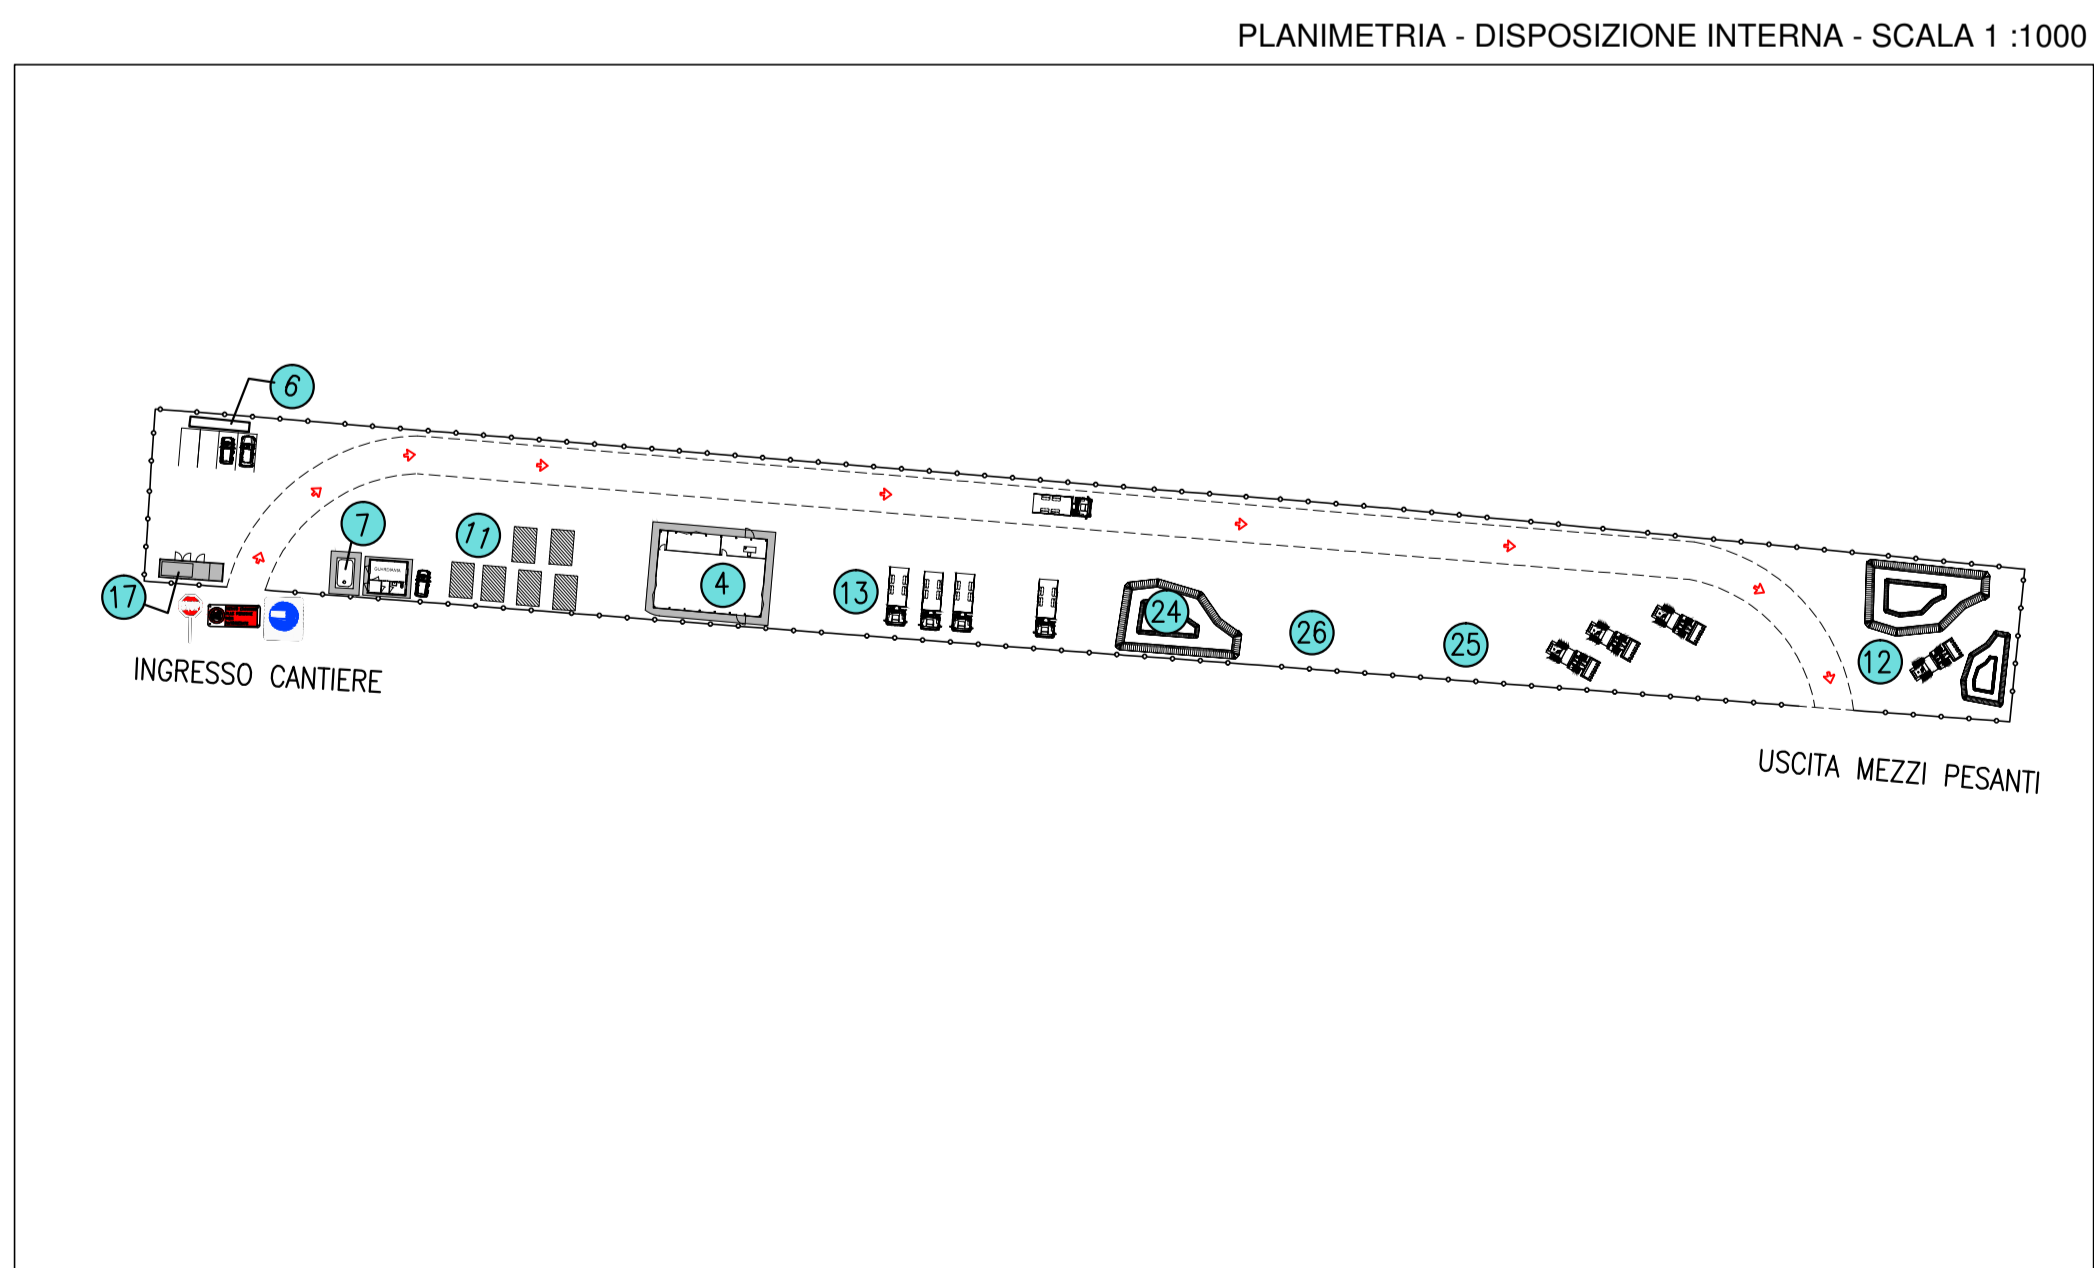 PLANIMETRIA - DISPOSIZIONE INTERNA - SCALA 1 :1000
6
7
11
GUARDIANIA
4
17
13
24
26
25
12
INGRESSO CANTIERE
USCITA MEZZI PESANTI